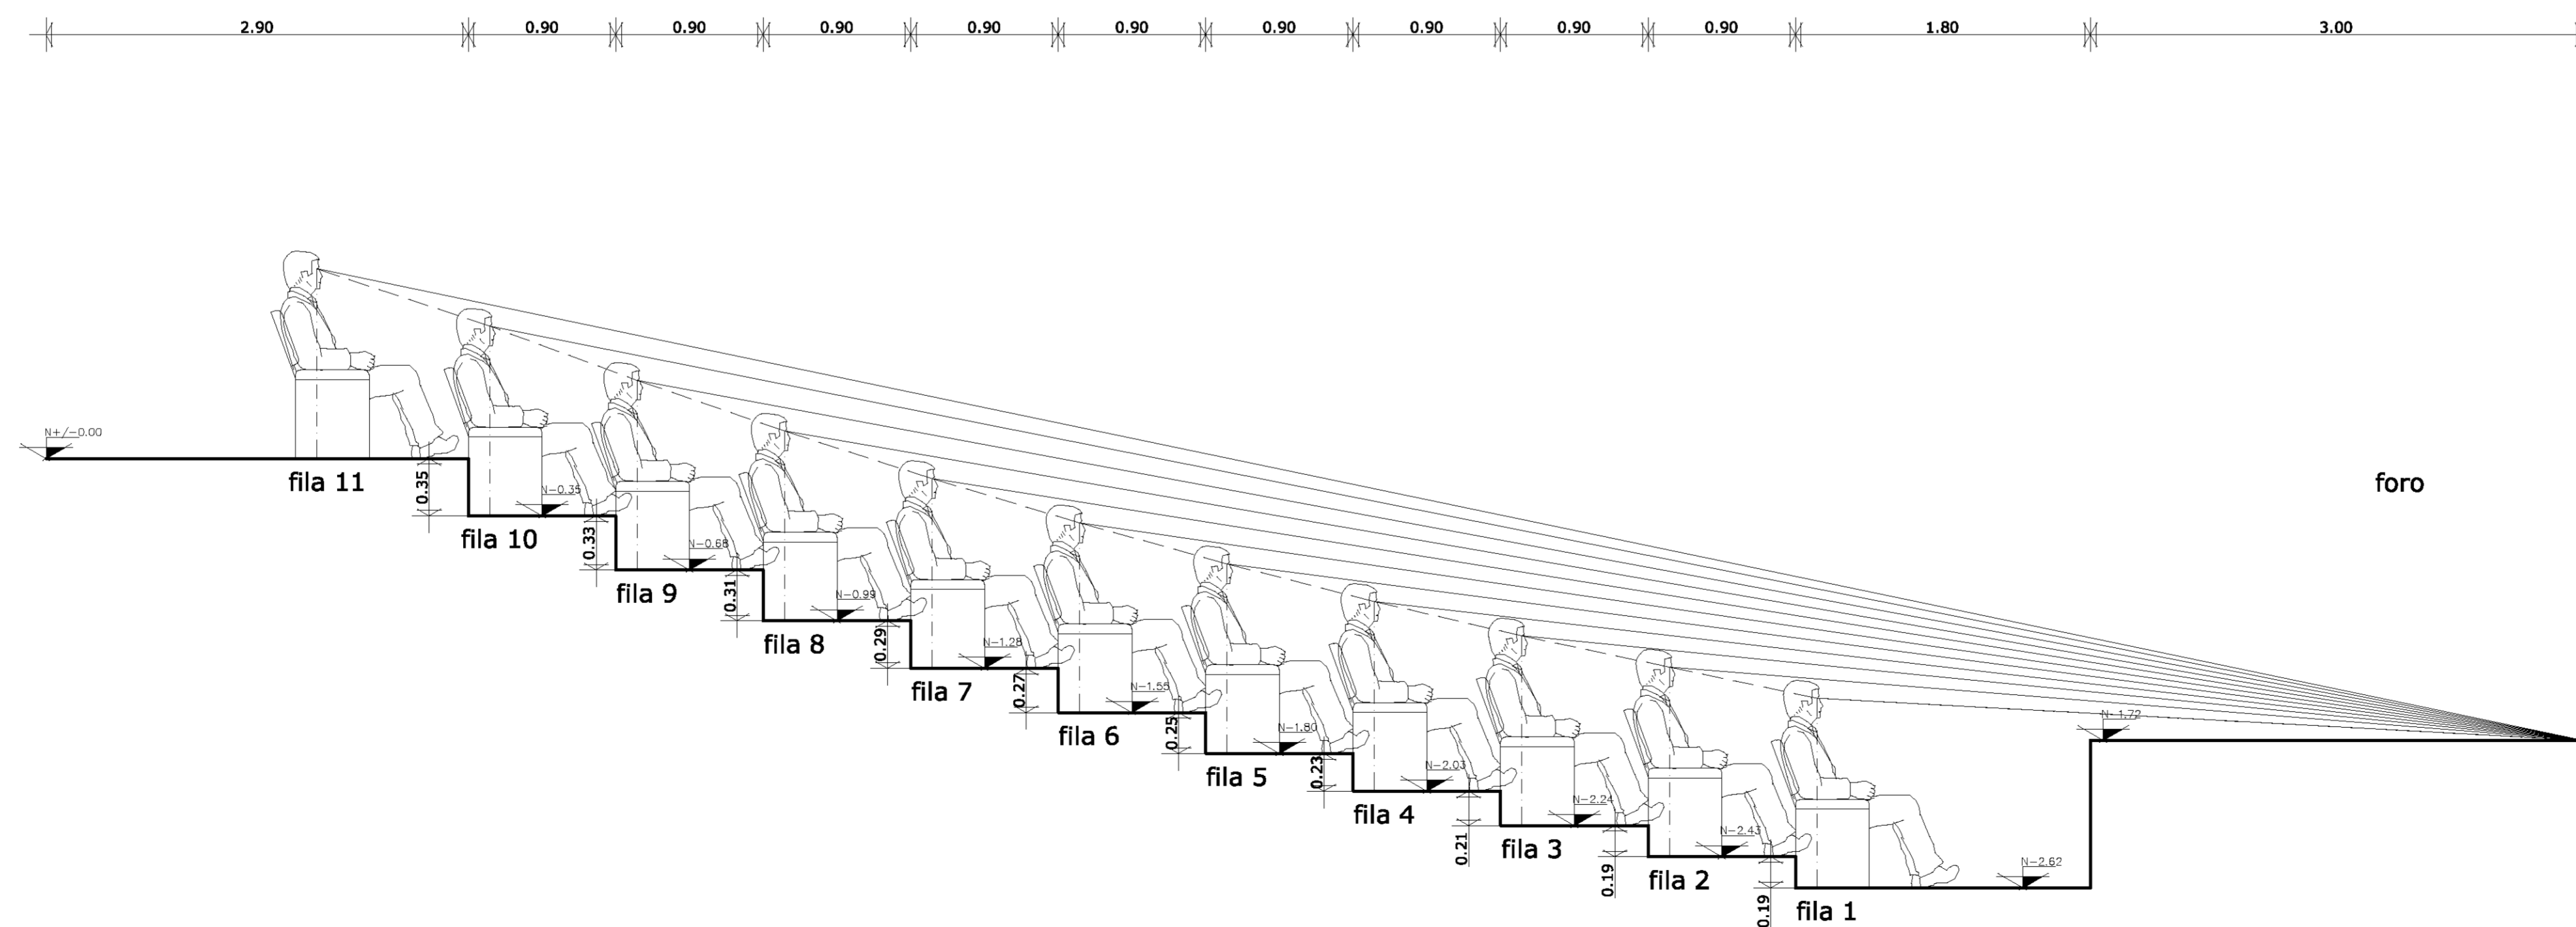 2.90 0.90 0.90 0.90 0.90 0.90 0.90 0.90 0.90 1.80 3.00
N+/-0.00
fila 11
0.35
N-0.35
fila 10
0.33
N-0.68
fila 9
0.31
N-0.99
fila 8
0.29
N-1.28
fila 7
0.27
N-1.55
fila 6
0.25
N-1.80
fila 5
0.23
N-2.03
fila 4
0.21
N-2.24
fila 3
0.19
N-2.43
fila 2
0.19
N-2.62
fila 1
N-1.72
foro